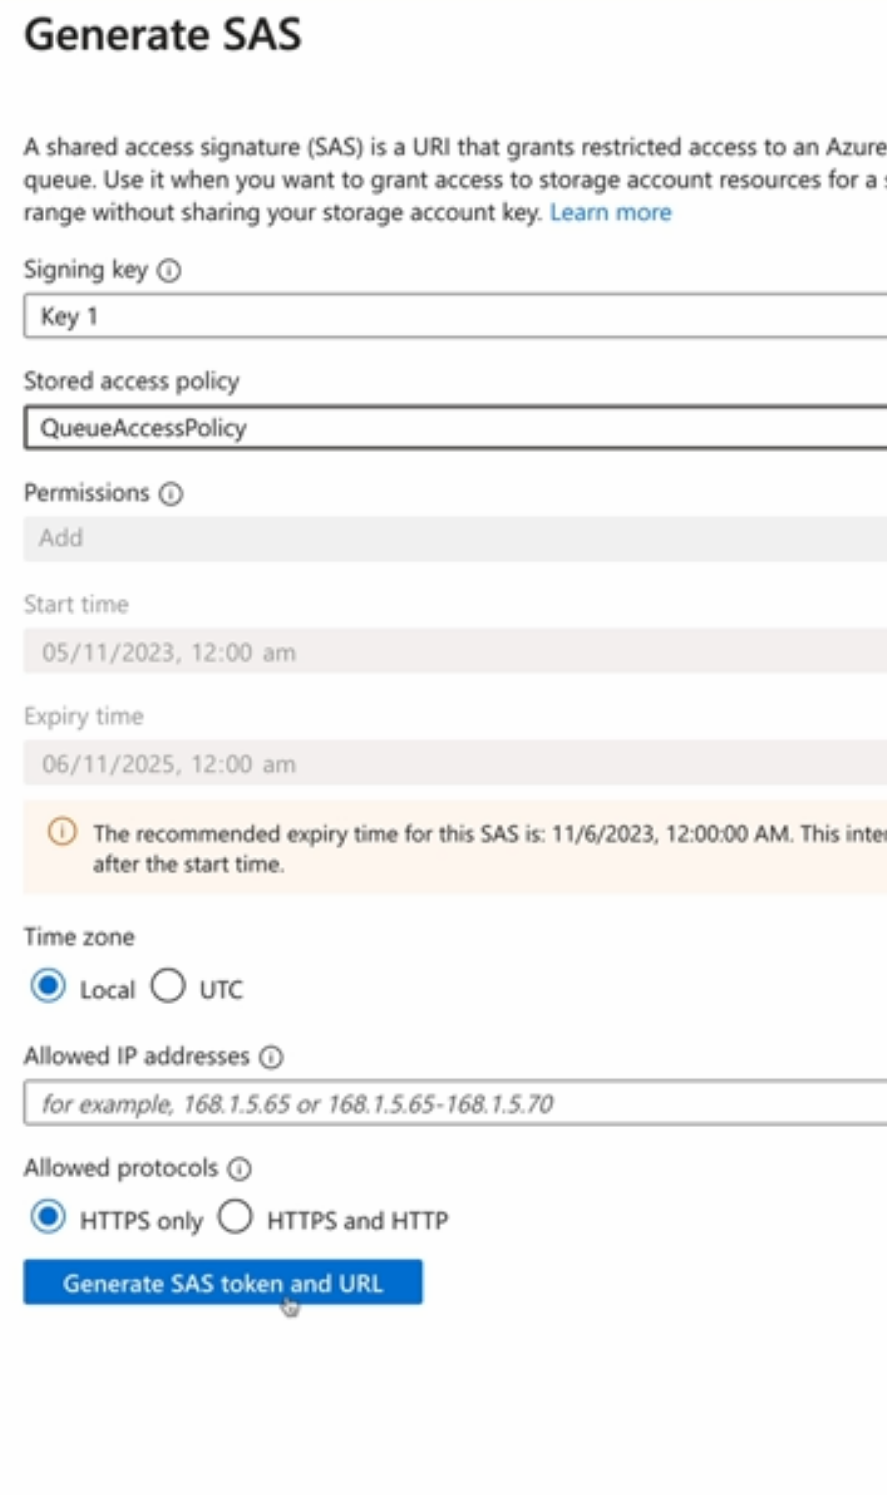 Generate SAS
A shared access signature (SAS) is a URI that grants restricted access to an Azure
queue. Use it when you want to grant access to storage account resources for a
range without sharing your storage account key. Learn more
Signing key
Key 1
Stored access policy
QueueAccessPolicy
Permissions
Add
Start time
05/11/2023, 12:00 am
Expiry time
06/11/2025, 12:00 am
The recommended expiry time for this SAS is: 11/6/2023, 12:00:00 AM. This
after the start time.
Time zone
Local UTC
Allowed IP addresses
for example, 168.1.5.65 or 168.1.5.65-168.1.5.70
Allowed protocols
HTTPS only HTTPS and HTTP
Generate SAS token and URL